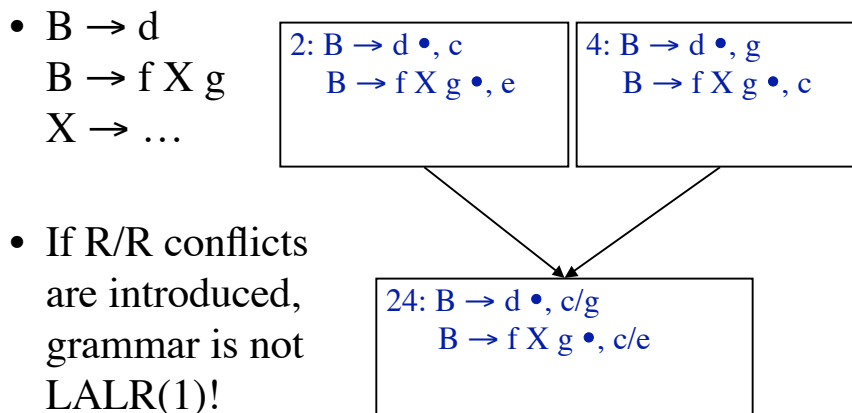 • B → d
B → f X g
X → …
2: B → d •, c
B → f X g •, e
4: B → d •, g
B → f X g •, c
• If R/R conflicts
are introduced,
grammar is not
LALR(1)!
24: B → d •, c/g
B → f X g •, c/e